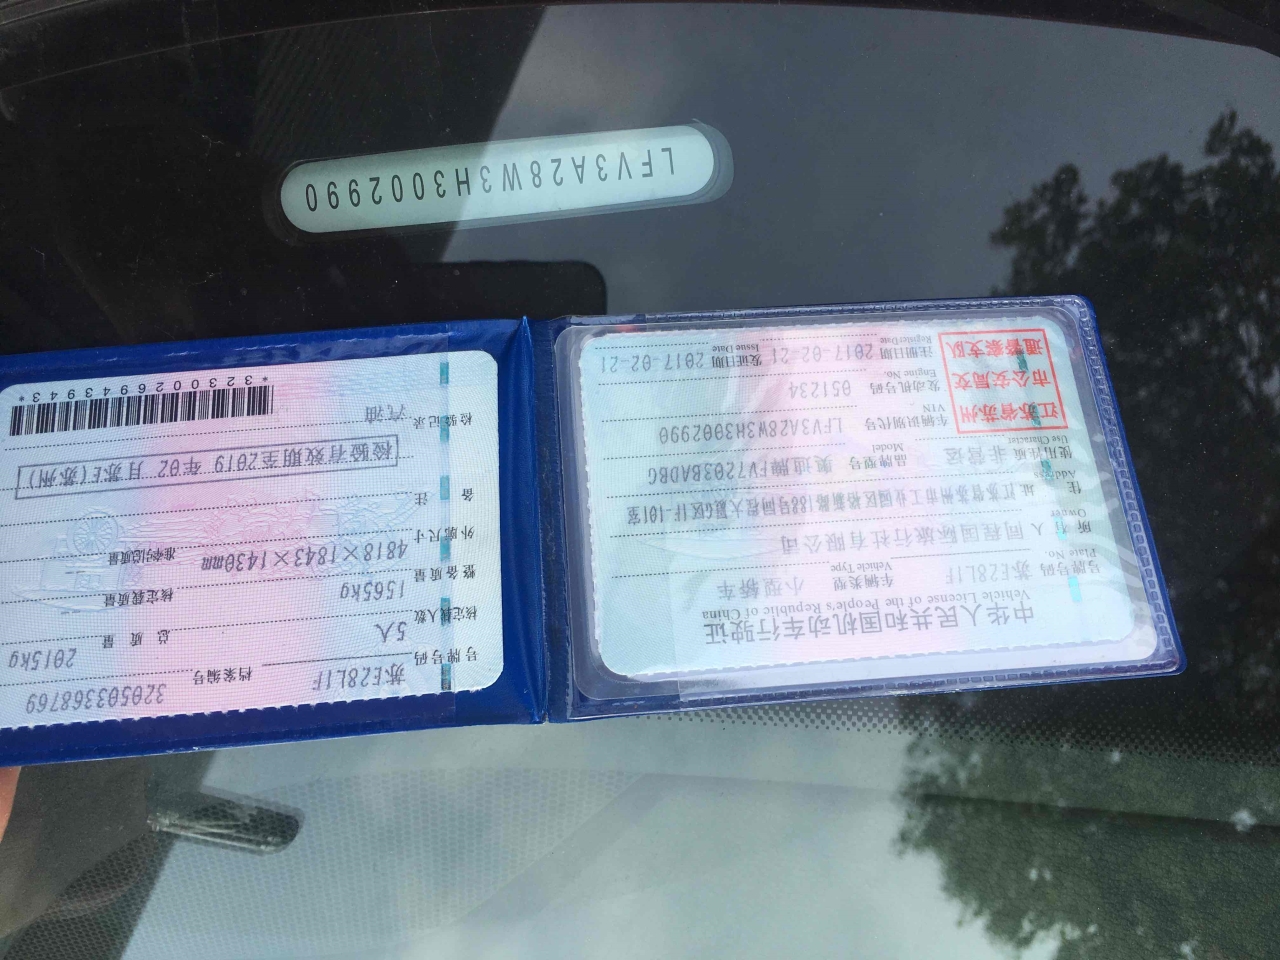 LFV3A28W3H3002990
中华人民共和国机动车行驶证
Vehicle License of the People's Republic of China
号牌号码 苏E28L1F 车辆类型 小型轿车
Plate No. Vehicle Type
所有人 同程国际旅行社有限公司
Owner
住址 江苏省苏州市工业园区裕新路188号同程大厦G区1F-101室
Address
使用性质 非营运 品牌型号 奥迪牌FV7203BADBG
Use Character Model
江苏省苏州
市公安局交
通警察支队
车辆识别代号 LFV3A28W3H3002990
VIN
发动机号码 051234
Engine No.
注册日期 2017-02-21 发证日期 2017-02-21
Register Date Issue Date
号牌号码 苏E28L1F 档案编号 320503368769
核定载人数 5人 总质量 2015kg
整备质量 1565kg 核定载质量
外廓尺寸 4818×1843×1430mm 准牵引总质量
备注
检验有效期至2019年02月苏E(苏州)
检验记录 汽油
*3230026943943*